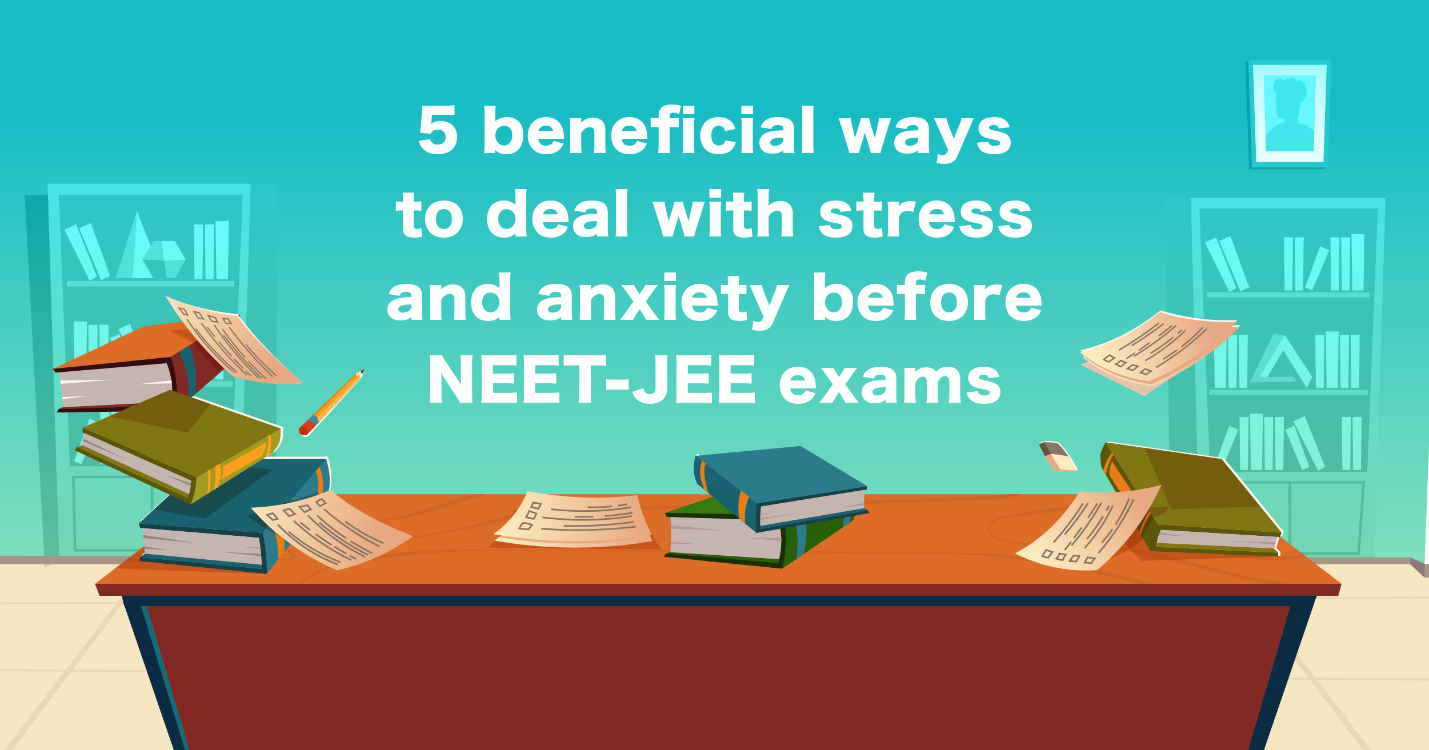 5 beneficial ways
to deal with stress
and anxiety before
NEET-JEE exams